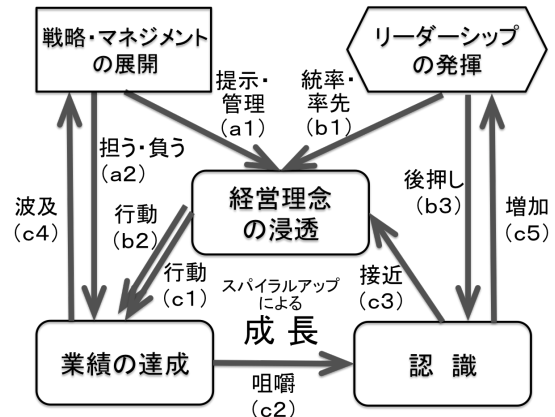 戦略・マネジメント
の展開
リーダーシップ
の発揮
提示・
管理
(a1)
統率・
率先
(b1)
担う・負う
(a2)
経営理念
の浸透
後押し
(b3)
波及
(c4)
行動
(b2)
増加
(c5)
行動
(c1)
スパイラルアップ
による
成長
接近
(c3)
業績の達成
認識
咀嚼
(c2)